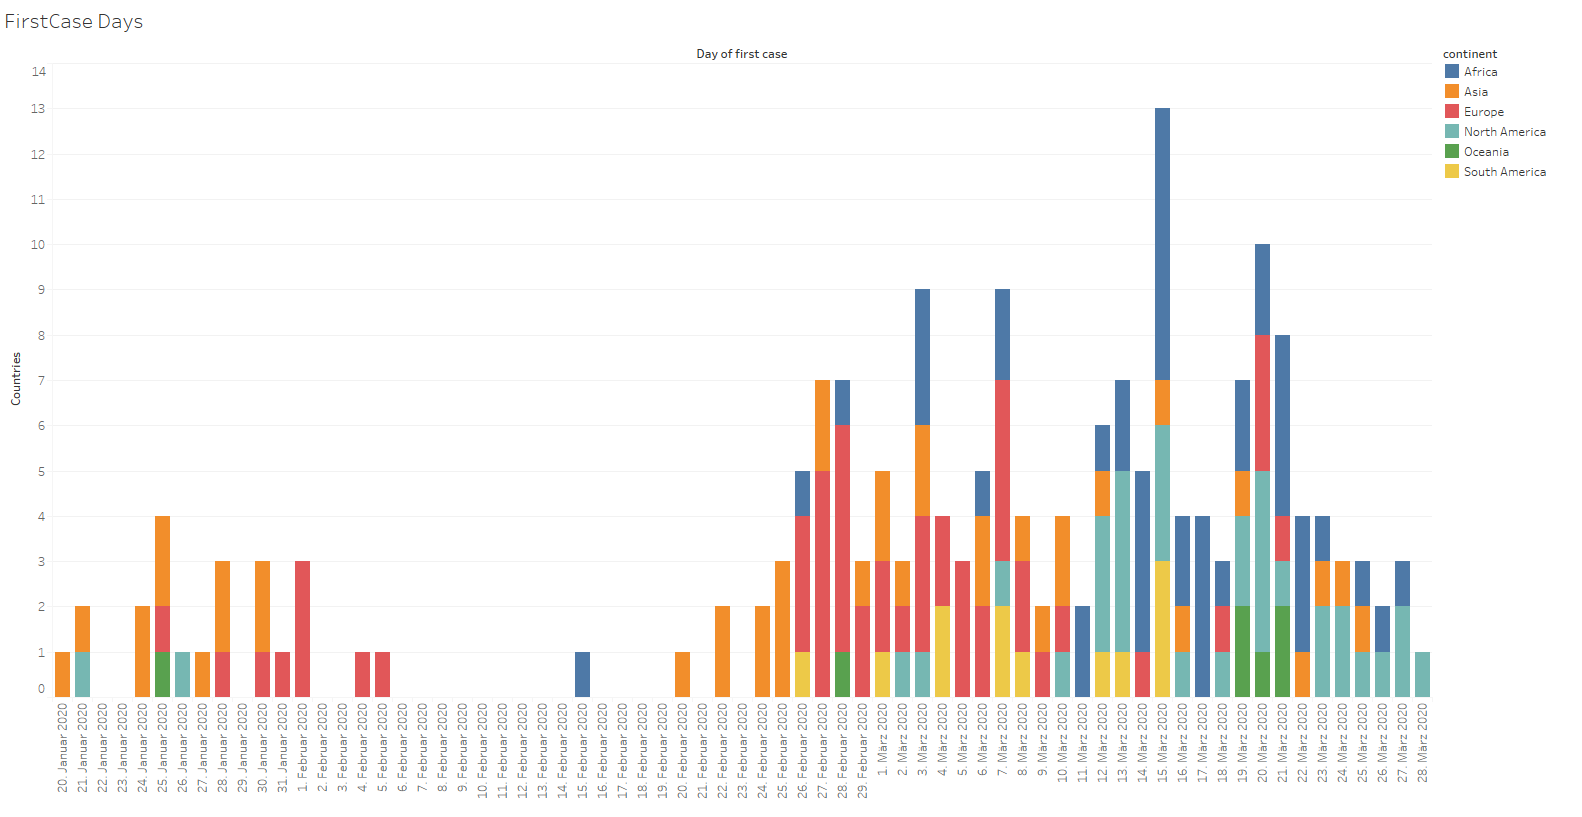 FirstCase Days
Day of first case
continent
Africa
Asia
Europe
North America
Oceania
South America
Countries
14
13
12
11
10
9
8
7
6
5
4
3
2
1
0
20. Januar 2020
21. Januar 2020
22. Januar 2020
23. Januar 2020
24. Januar 2020
25. Januar 2020
26. Januar 2020
27. Januar 2020
28. Januar 2020
29. Januar 2020
30. Januar 2020
31. Januar 2020
1. Februar 2020
2. Februar 2020
3. Februar 2020
4. Februar 2020
5. Februar 2020
6. Februar 2020
7. Februar 2020
8. Februar 2020
9. Februar 2020
10. Februar 2020
11. Februar 2020
12. Februar 2020
13. Februar 2020
14. Februar 2020
15. Februar 2020
16. Februar 2020
17. Februar 2020
18. Februar 2020
19. Februar 2020
20. Februar 2020
21. Februar 2020
22. Februar 2020
23. Februar 2020
24. Februar 2020
25. Februar 2020
26. Februar 2020
27. Februar 2020
28. Februar 2020
29. Februar 2020
1. März 2020
2. März 2020
3. März 2020
4. März 2020
5. März 2020
6. März 2020
7. März 2020
8. März 2020
9. März 2020
10. März 2020
11. März 2020
12. März 2020
13. März 2020
14. März 2020
15. März 2020
16. März 2020
17. März 2020
18. März 2020
19. März 2020
20. März 2020
21. März 2020
22. März 2020
23. März 2020
24. März 2020
25. März 2020
26. März 2020
27. März 2020
28. März 2020